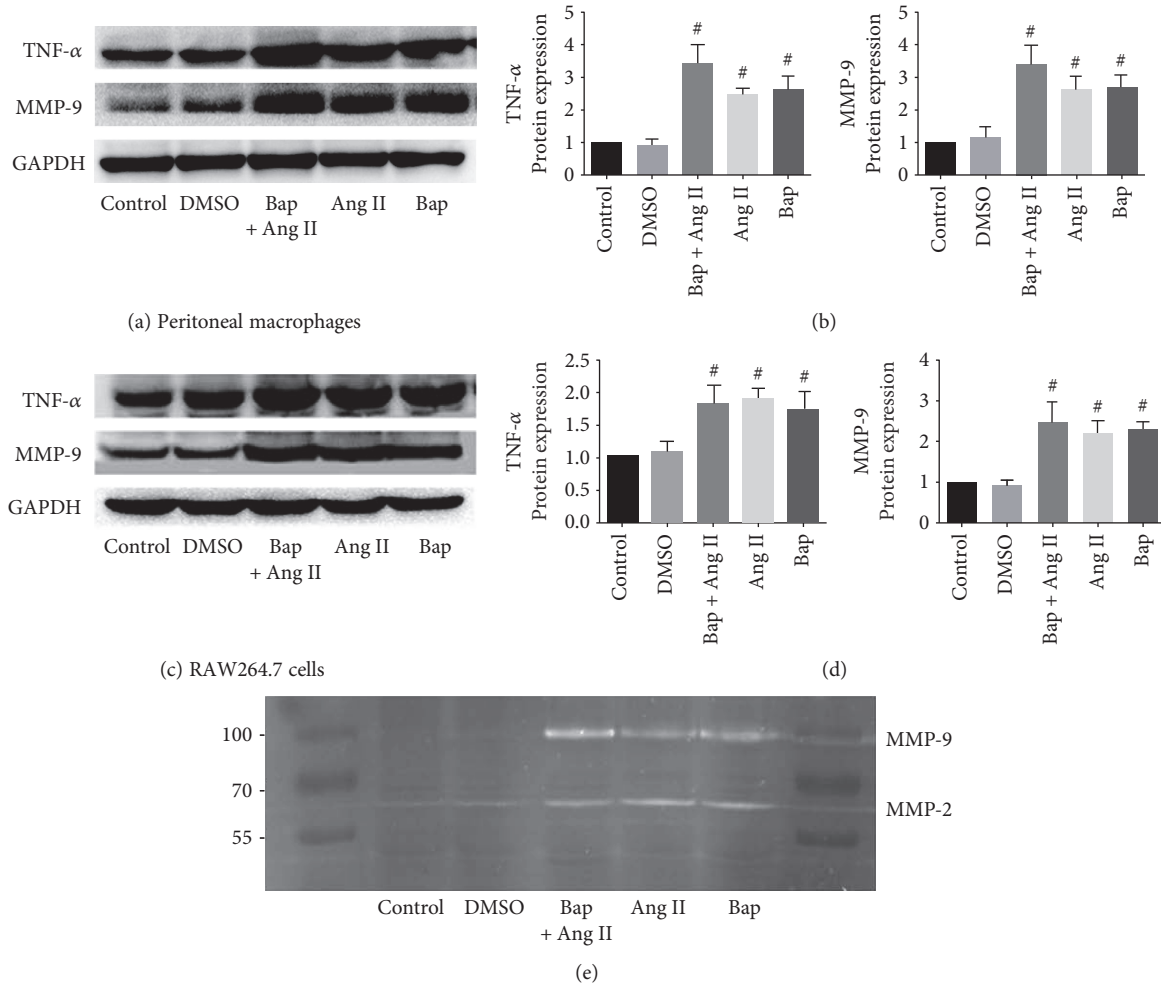 TNF-α
MMP-9
GAPDH
Control DMSO Bap + Ang II Ang II Bap
(a) Peritoneal macrophages
TNF-α
Protein expression
5
4
3
2
1
0
#
#
#
Control
DMSO
Bap + Ang II
Ang II
Bap
MMP-9
Protein expression
5
4
3
2
1
0
#
#
#
Control
DMSO
Bap + Ang II
Ang II
Bap
(b)
TNF-α
MMP-9
GAPDH
Control DMSO Bap + Ang II Ang II Bap
(c) RAW264.7 cells
TNF-α
Protein expression
2.5
2.0
1.5
1.0
0.5
0.0
#
#
#
Control
DMSO
Bap + Ang II
Ang II
Bap
MMP-9
Protein expression
4
3
2
1
0
#
#
#
Control
DMSO
Bap + Ang II
Ang II
Bap
(d)
100
70
55
MMP-9
MMP-2
Control DMSO Bap + Ang II Ang II Bap
(e)